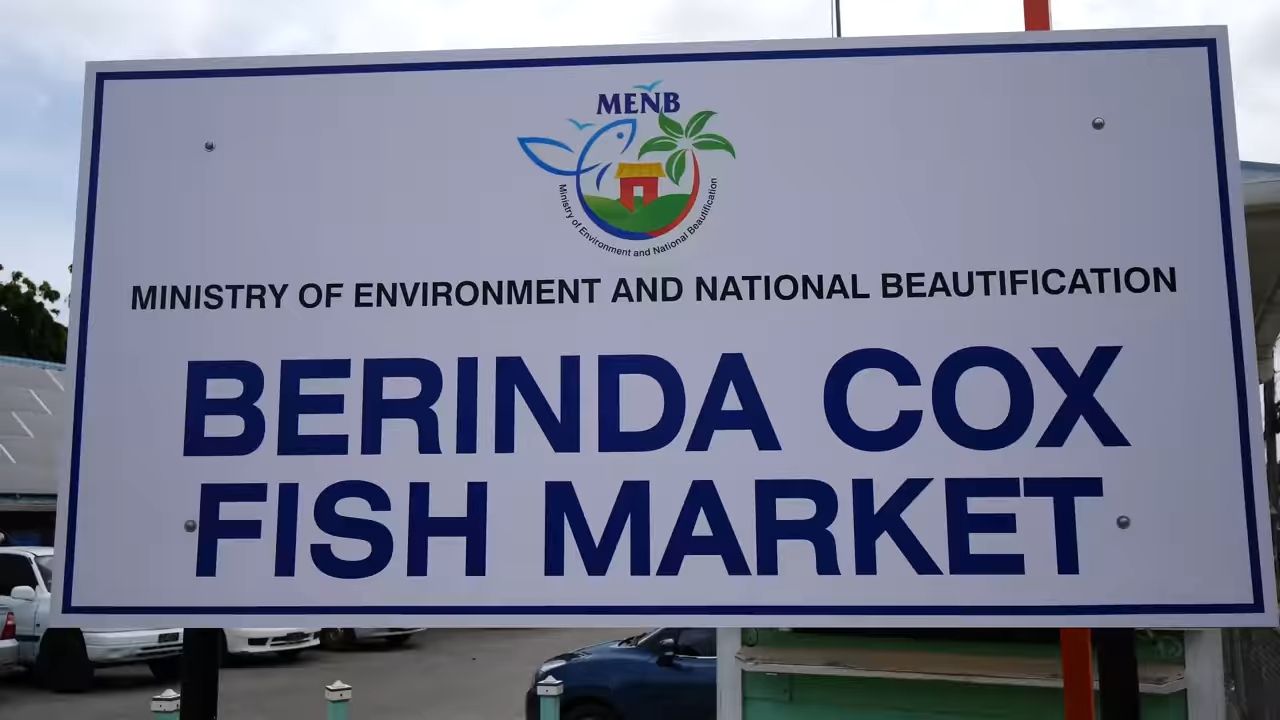 MENB
Ministry of Environment and National Beautification
MINISTRY OF ENVIRONMENT AND NATIONAL BEAUTIFICATION
BERINDA COX
FISH MARKET